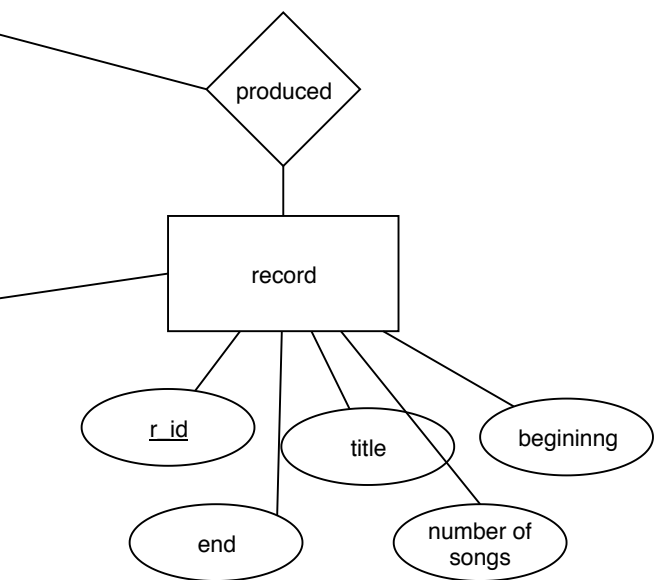 produced
record
r_id
title
begininng
end
number of
songs